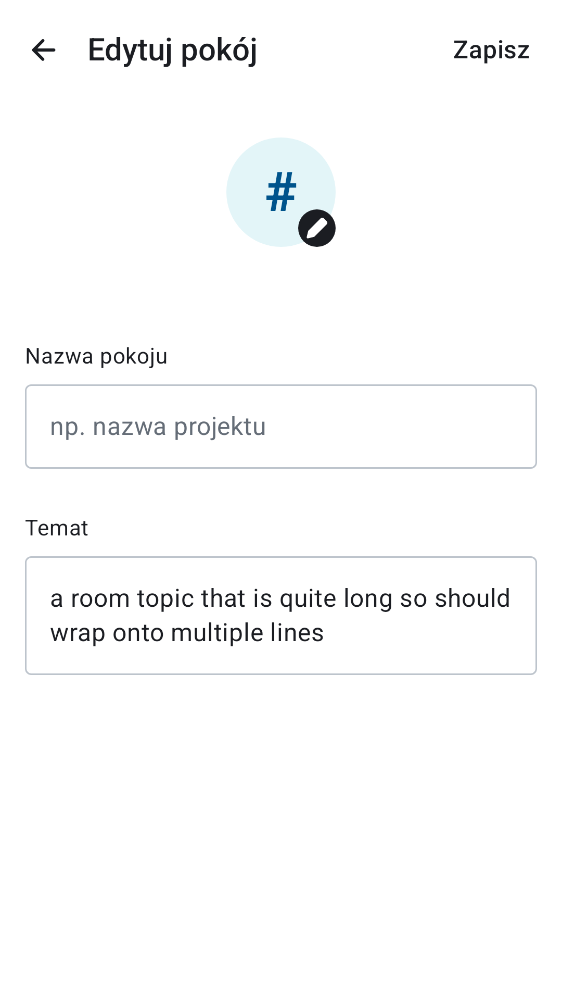 Edytuj pokój
Zapisz
#
Nazwa pokoju
np. nazwa projektu
Temat
a room topic that is quite long so should
wrap onto multiple lines